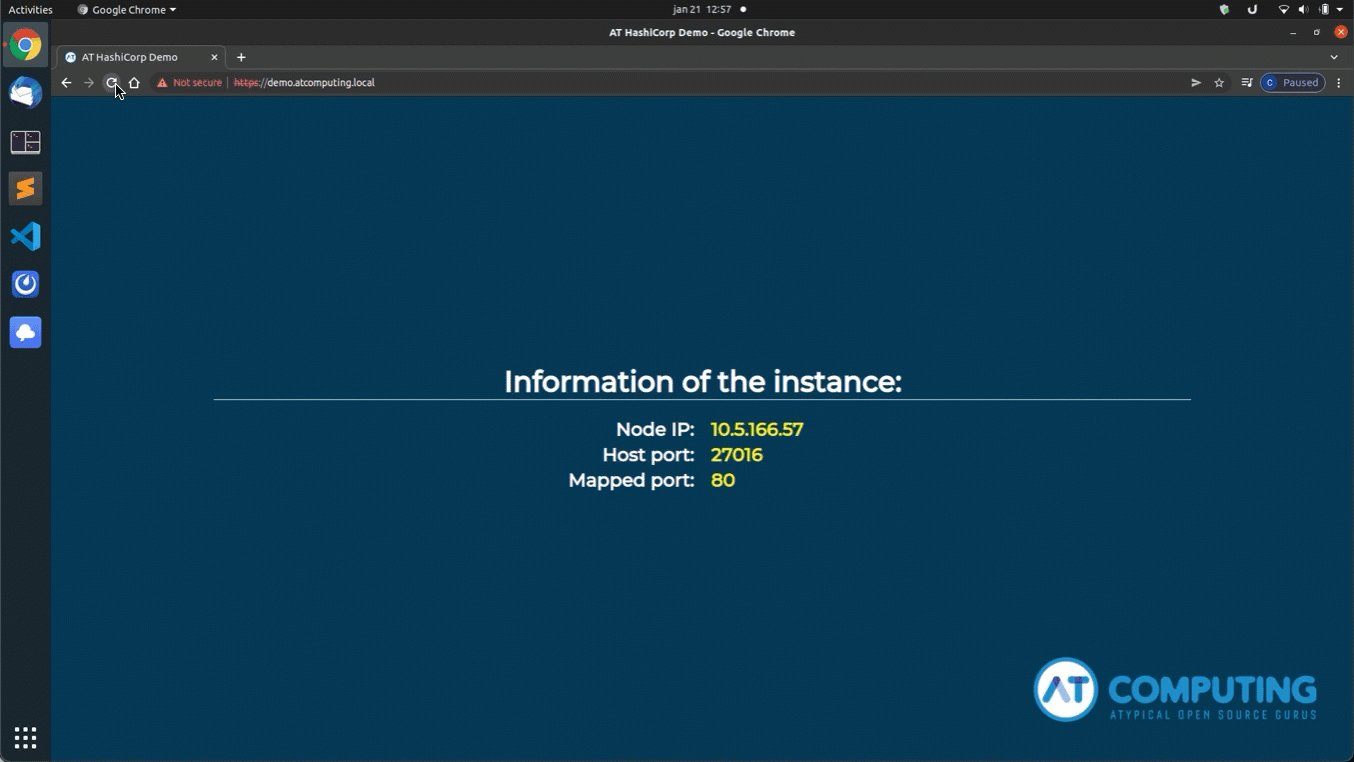 Activities
Google Chrome
jan 21 12:57
AT HashiCorp Demo - Google Chrome
AT HashiCorp Demo
Not secure
https://demo.atcomputing.local
C Paused
Information of the instance:
Node IP: 10.5.166.57
Host port: 27016
Mapped port: 80
AT COMPUTING
ATYPICAL OPEN SOURCE GURUS